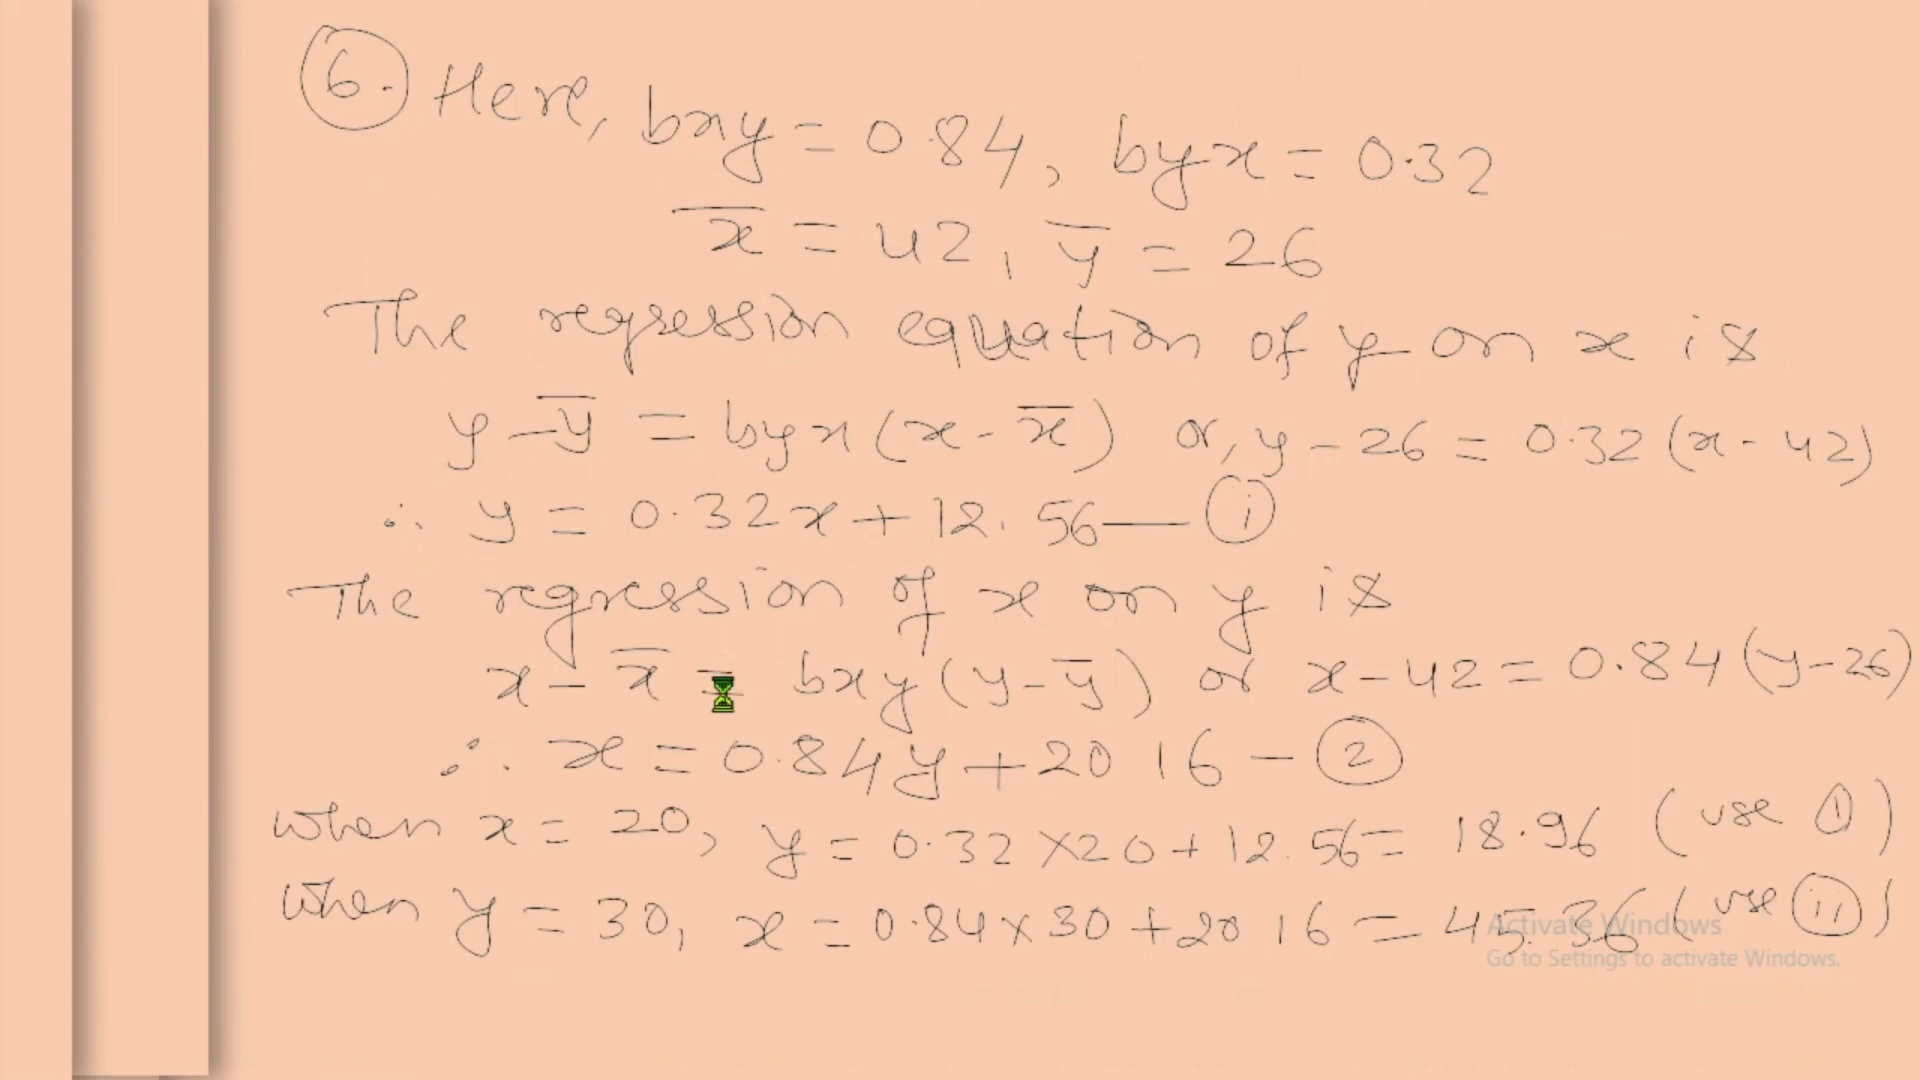 6. Here, bxy = 0.84, byx = 0.32
x̅ = 42, y̅ = 26
The regression equation of y on x is
y - y̅ = byx (x - x̅) or, y - 26 = 0.32 (x - 42)
∴ y = 0.32x + 12.56 — (i)
The regression of x on y is
x - x̅ = bxy (y - y̅) or x - 42 = 0.84 (y - 26)
∴ x = 0.84y + 20 16 - (2)
when x = 20, y = 0.32 × 20 + 12.56 = 18.96 (use (1))
when y = 30, x = 0.84 × 30 + 20 16 = 45.36 (use (ii))
Activate Windows
Go to Settings to activate Windows.